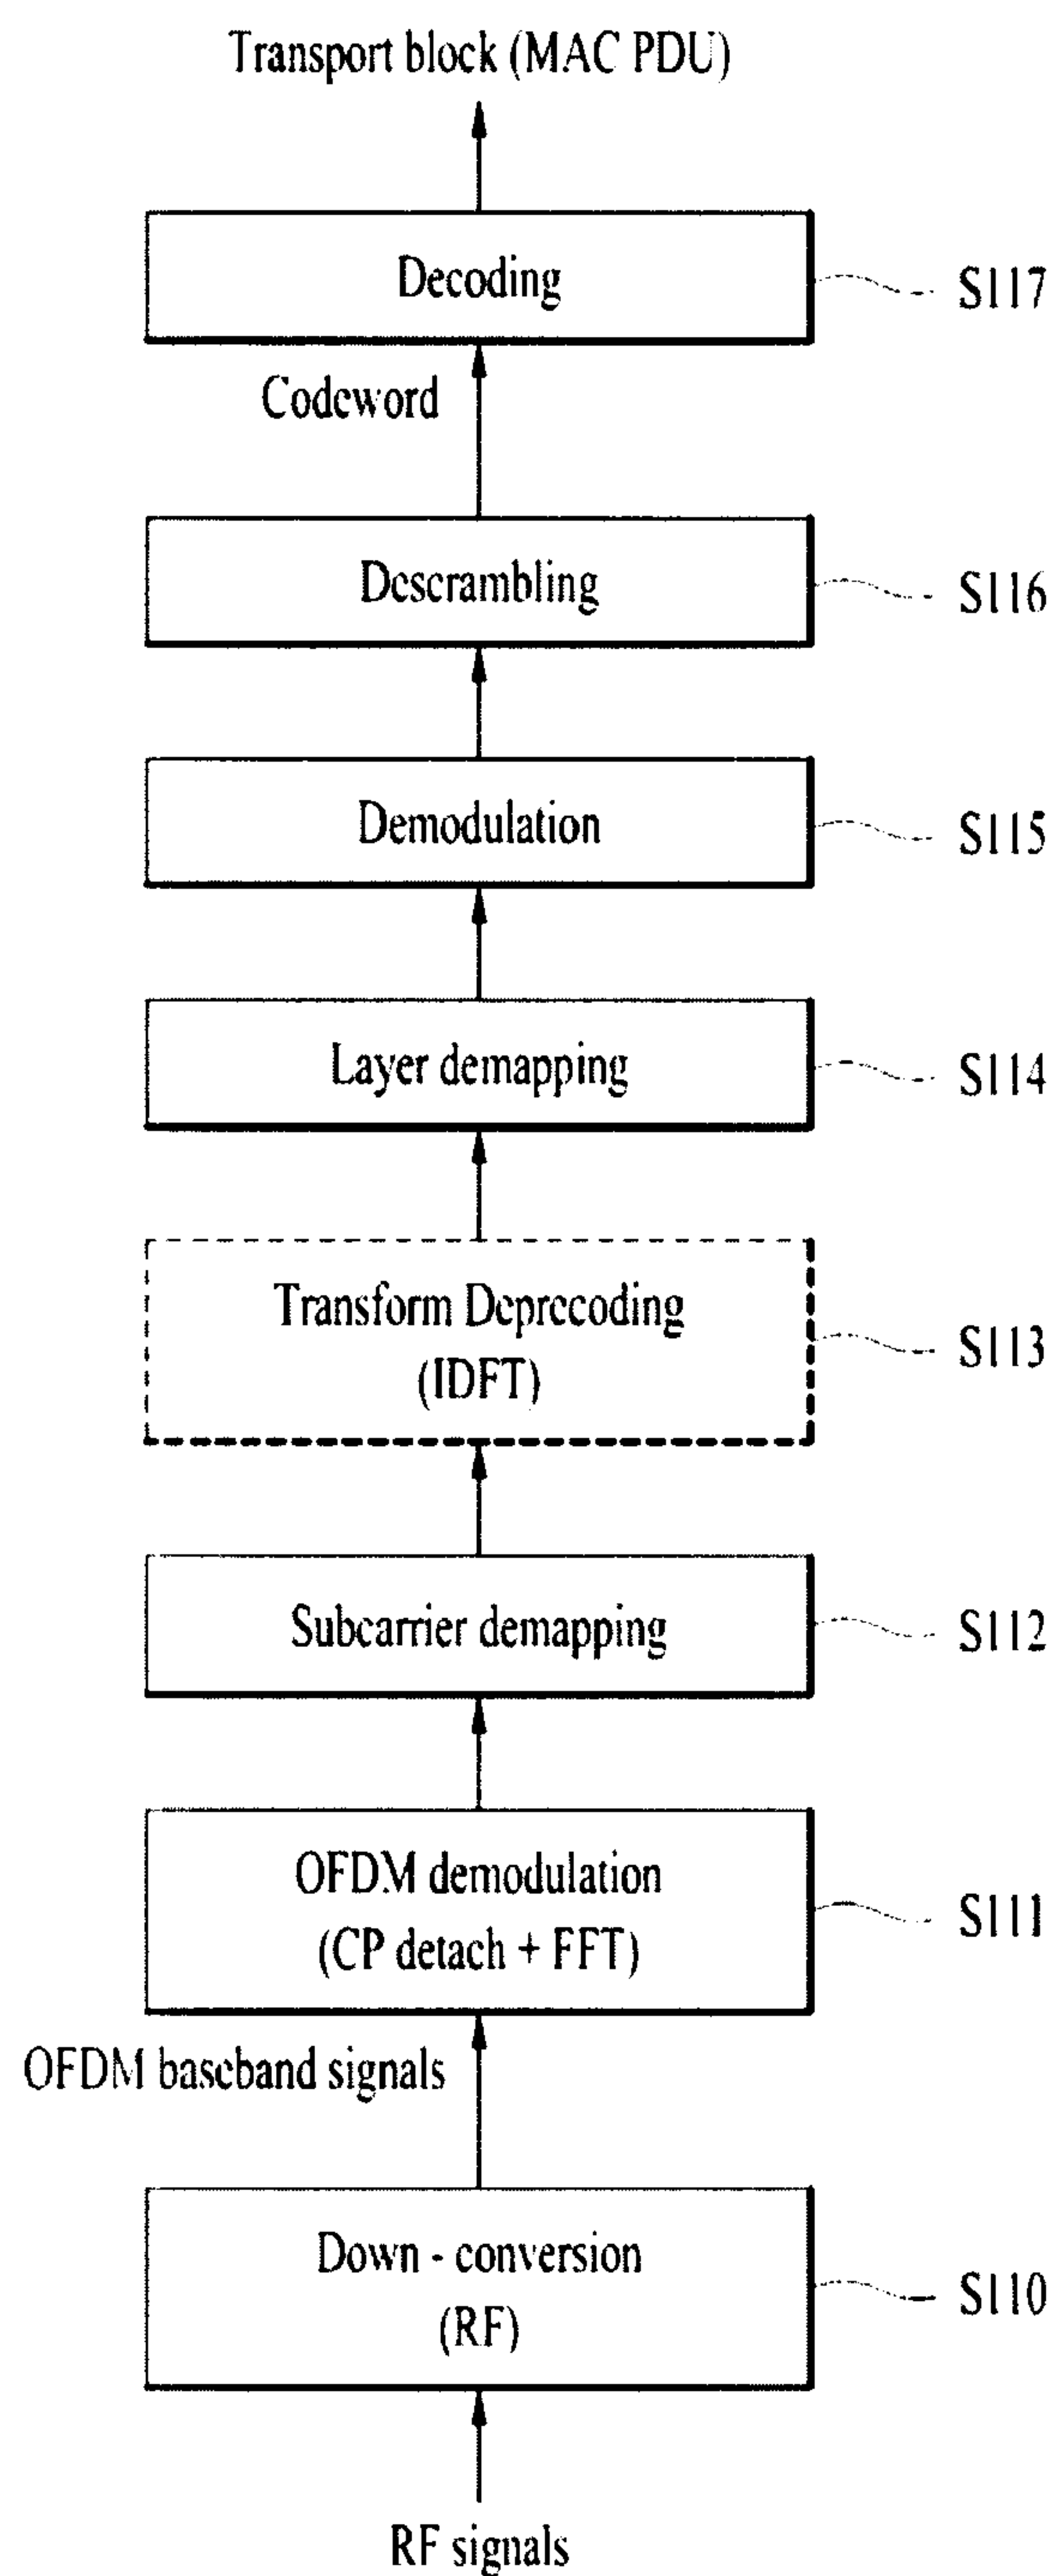 Transport block (MAC PDU)
Decoding
S117
Codeword
Descrambling
S116
Demodulation
S115
Layer demapping
S114
Transform Deprecoding
(IDFT)
S113
Subcarrier demapping
S112
OFDM demodulation
(CP detach + FFT)
S111
OFDM baseband signals
Down - conversion
(RF)
S110
RF signals